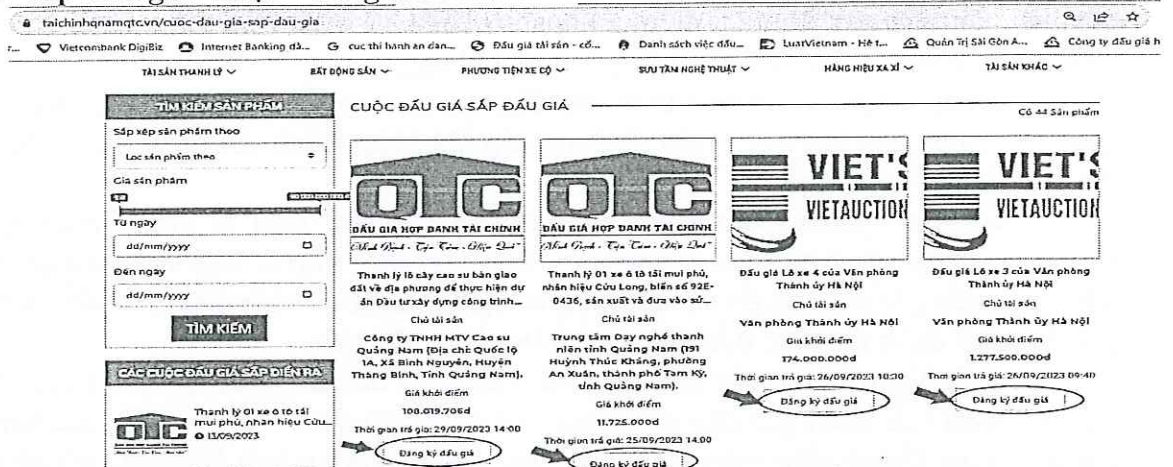 taichinhqnamqtc.vn/cuoc-dau-gia-sap-dau-gia
Vietcombank DigiBiz
Internet Banking dà...
cuc thi hanh an dan...
Đấu giá tài sản - cổ...
Danh sách việc đấu...
LuatVietnam - Hệ t...
Quản Trị Sài Gòn A...
Công ty đấu giá h
TÀI SẢN THANH LÝ
BẤT ĐỘNG SẢN
PHƯƠNG TIỆN XE CỘ
SƯU TẦM NGHỆ THUẬT
HÀNG HIỆU XA XỈ
TÀI SẢN KHÁC
TÌM KIẾM SẢN PHẨM
Sắp xếp sản phẩm theo
Lọc sản phẩm theo
Giá sản phẩm
Từ ngày
dd/mm/yyyy
Đến ngày
dd/mm/yyyy
TÌM KIẾM
CÁC CUỘC ĐẤU GIÁ SẮP DIỄN RA
QTC
Thanh lý 01 xe ô tô tải
mui phủ, nhãn hiệu Cửu...
13/09/2023
CUỘC ĐẤU GIÁ SẮP ĐẤU GIÁ
Có 44 Sản phẩm
QTC
ĐẤU GIÁ HỢP DANH TÀI CHÍNH
Thanh lý lô cây cao su bàn giao
đất về địa phương để thực hiện dự
án Đầu tư xây dựng công trình...
Chủ tài sản
Công ty TNHH MTV Cao su
Quảng Nam (Địa chỉ: Quốc lộ
1A, Xã Bình Nguyên, Huyện
Thăng Bình, Tỉnh Quảng Nam).
Giá khởi điểm
108.019.706đ
Thời gian trả giá: 29/09/2023 14:00
Đăng ký đấu giá
QTC
ĐẤU GIÁ HỢP DANH TÀI CHÍNH
Thanh lý 01 xe ô tô tải mui phủ,
nhãn hiệu Cửu Long, biển số 92E-
0436, sản xuất và đưa vào sử...
Chủ tài sản
Trung tâm Dạy nghề thanh
niên tỉnh Quảng Nam (191
Huỳnh Thúc Kháng, phường
An Xuân, thành phố Tam Kỳ,
tỉnh Quảng Nam).
Giá khởi điểm
11.725.000đ
Thời gian trả giá: 25/09/2023 14:00
Đăng ký đấu giá
VIET'S
VIETAUCTION
Đấu giá Lô xe 4 của Văn phòng
Thành ủy Hà Nội
Chủ tài sản
Văn phòng Thành ủy Hà Nội
Giá khởi điểm
174.000.000đ
Thời gian trả giá: 26/09/2023 10:30
Đăng ký đấu giá
VIET'S
VIETAUCTION
Đấu giá Lô xe 3 của Văn phòng
Thành ủy Hà Nội
Chủ tài sản
Văn phòng Thành ủy Hà Nội
Giá khởi điểm
1.277.500.000đ
Thời gian trả giá: 26/09/2023 09:40
Đăng ký đấu giá